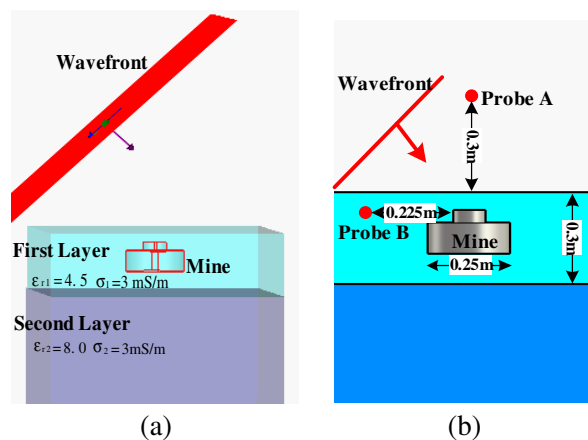 Wavefront
First Layer
Mine
εr1=4.5 σ1=3 mS/m
Second Layer
εr2=8.0 σ2=3mS/m
(a)
Wavefront
Probe A
0.3m
0.225m
Probe B
Mine
0.3m
0.25m
(b)